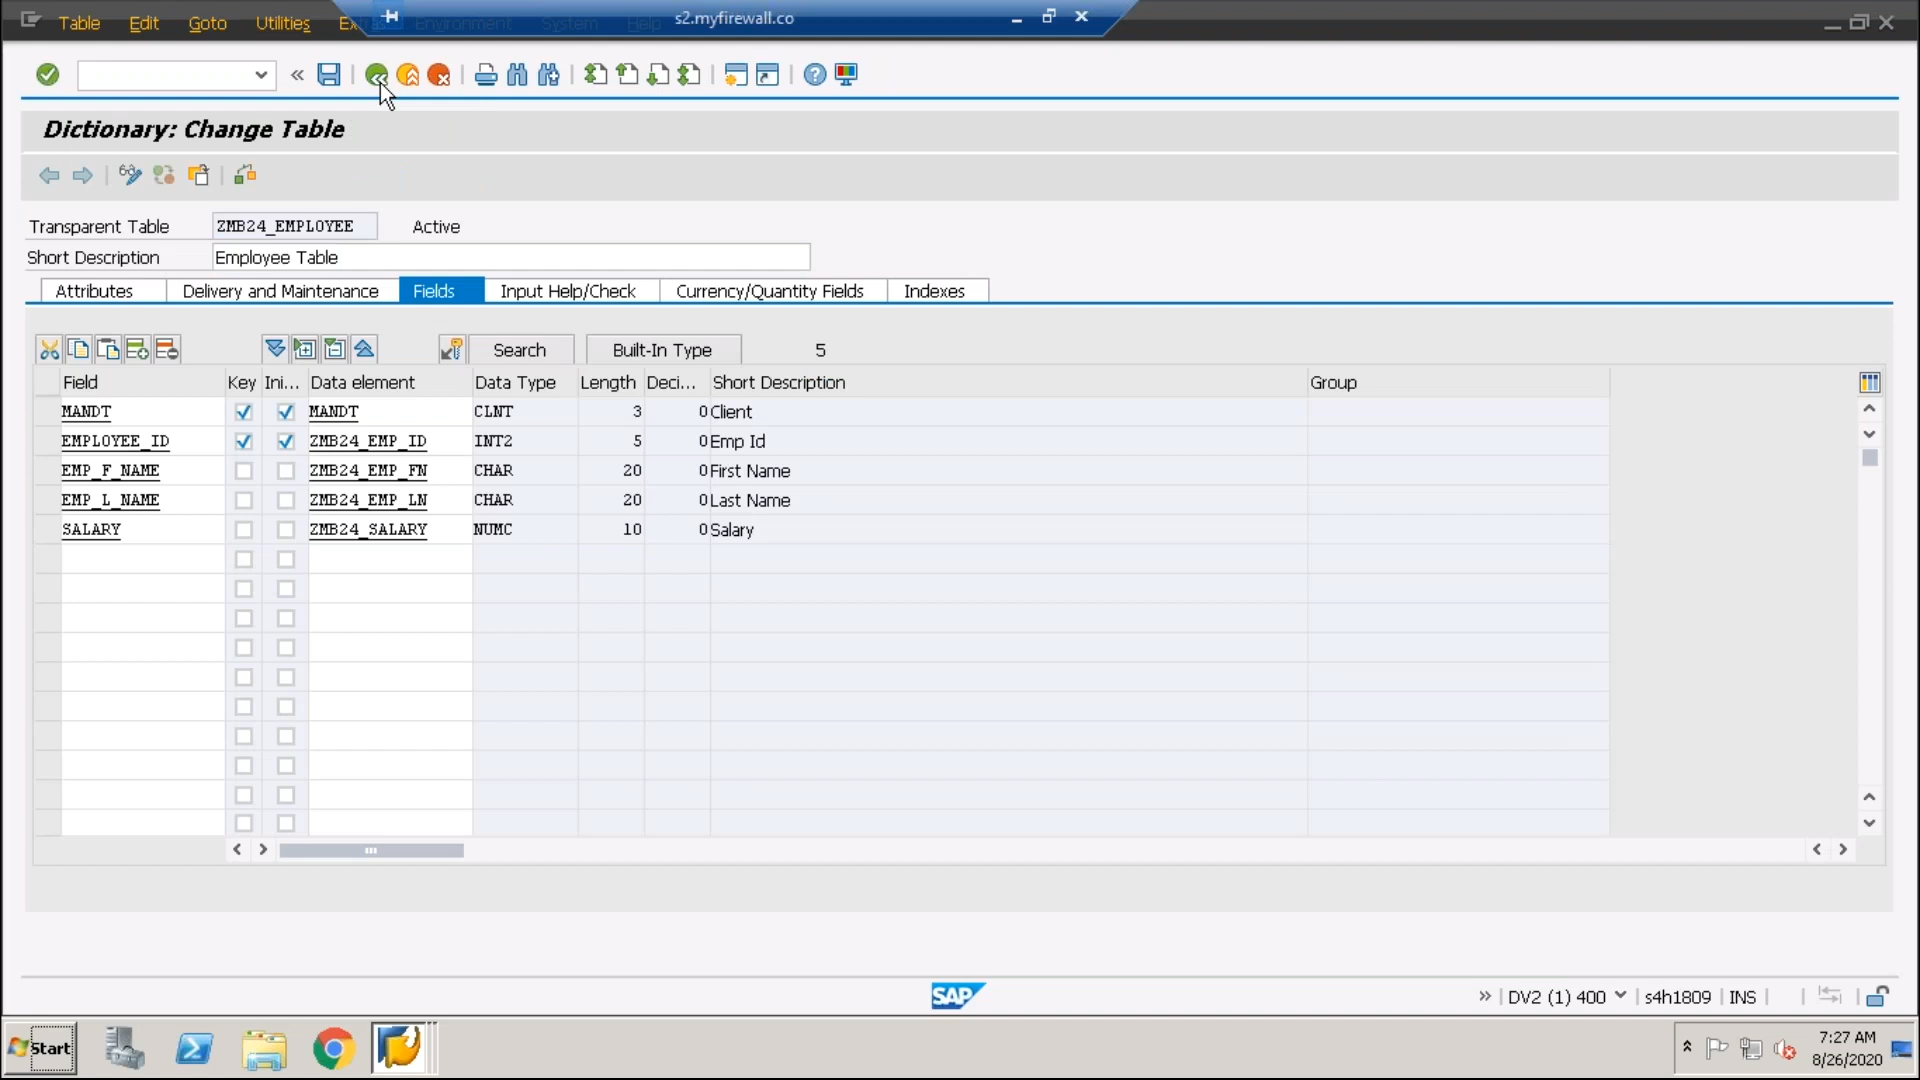 Table Edit Goto Utilities Extras Environment System Help
s2.myfirewall.co
Dictionary: Change Table
Transparent Table ZMB24_EMPLOYEE Active
Short Description Employee Table
Attributes Delivery and Maintenance Fields Input Help/Check Currency/Quantity Fields Indexes
Search Built-In Type 5
Field Key Ini... Data element Data Type Length Deci... Short Description Group
MANDT MANDT CLNT 3 0 Client
EMPLOYEE_ID ZMB24_EMP_ID INT2 5 0 Emp Id
EMP_F_NAME ZMB24_EMP_FN CHAR 20 0 First Name
EMP_L_NAME ZMB24_EMP_LN CHAR 20 0 Last Name
SALARY ZMB24_SALARY NUMC 10 0 Salary
SAP
DV2 (1) 400 s4h1809 INS
Start
7:27 AM
8/26/2020